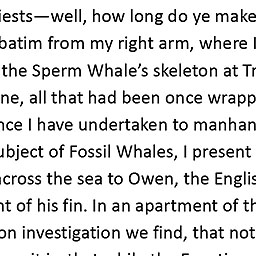 iests—well, how long do ye make
batim from my right arm, where I
the Sperm Whale's skeleton at Tr
ne, all that had been once wrapp
nce I have undertaken to manhan
ubject of Fossil Whales, I present
across the sea to Owen, the Englis
nt of his fin. In an apartment of th
on investigation we find, that not